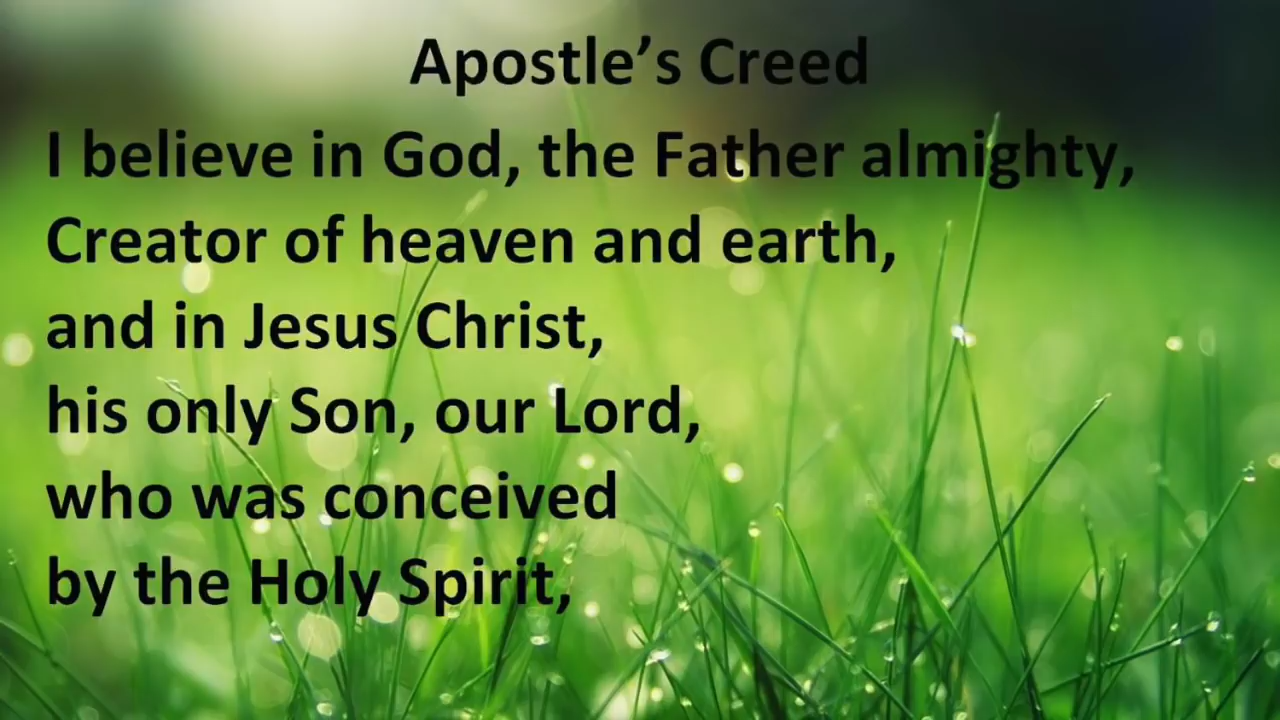 Apostle’s Creed
I believe in God, the Father almighty,
Creator of heaven and earth,
and in Jesus Christ,
his only Son, our Lord,
who was conceived
by the Holy Spirit,